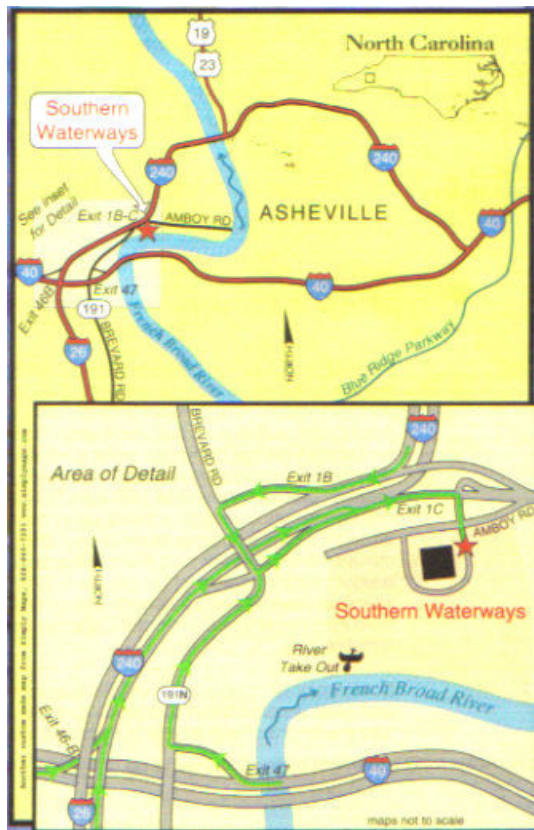 19
23
North Carolina
Southern
Waterways
240
240
See inset
for Detail
Exit 1B-C
AMBOY RD
ASHEVILLE
40
40
Exit 46B
Exit 47
191
40
26
BREVARD RD
French Broad River
NORTH
Blue Ridge Parkway
BREVARD RD
240
Area of Detail
Exit 1B
Exit 1C
AMBOY RD
NORTH
Southern Waterways
River
Take Out
240
191N
French Broad River
Exit 46-B
Exit 47
40
26
maps not to scale